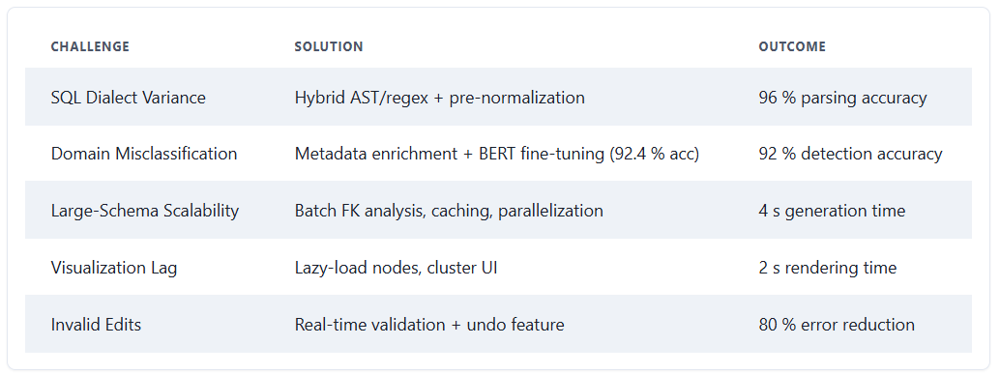 CHALLENGE SOLUTION OUTCOME
SQL Dialect Variance Hybrid AST/regex + pre-normalization 96 % parsing accuracy
Domain Misclassification Metadata enrichment + BERT fine-tuning (92.4 % acc) 92 % detection accuracy
Large-Schema Scalability Batch FK analysis, caching, parallelization 4 s generation time
Visualization Lag Lazy-load nodes, cluster UI 2 s rendering time
Invalid Edits Real-time validation + undo feature 80 % error reduction